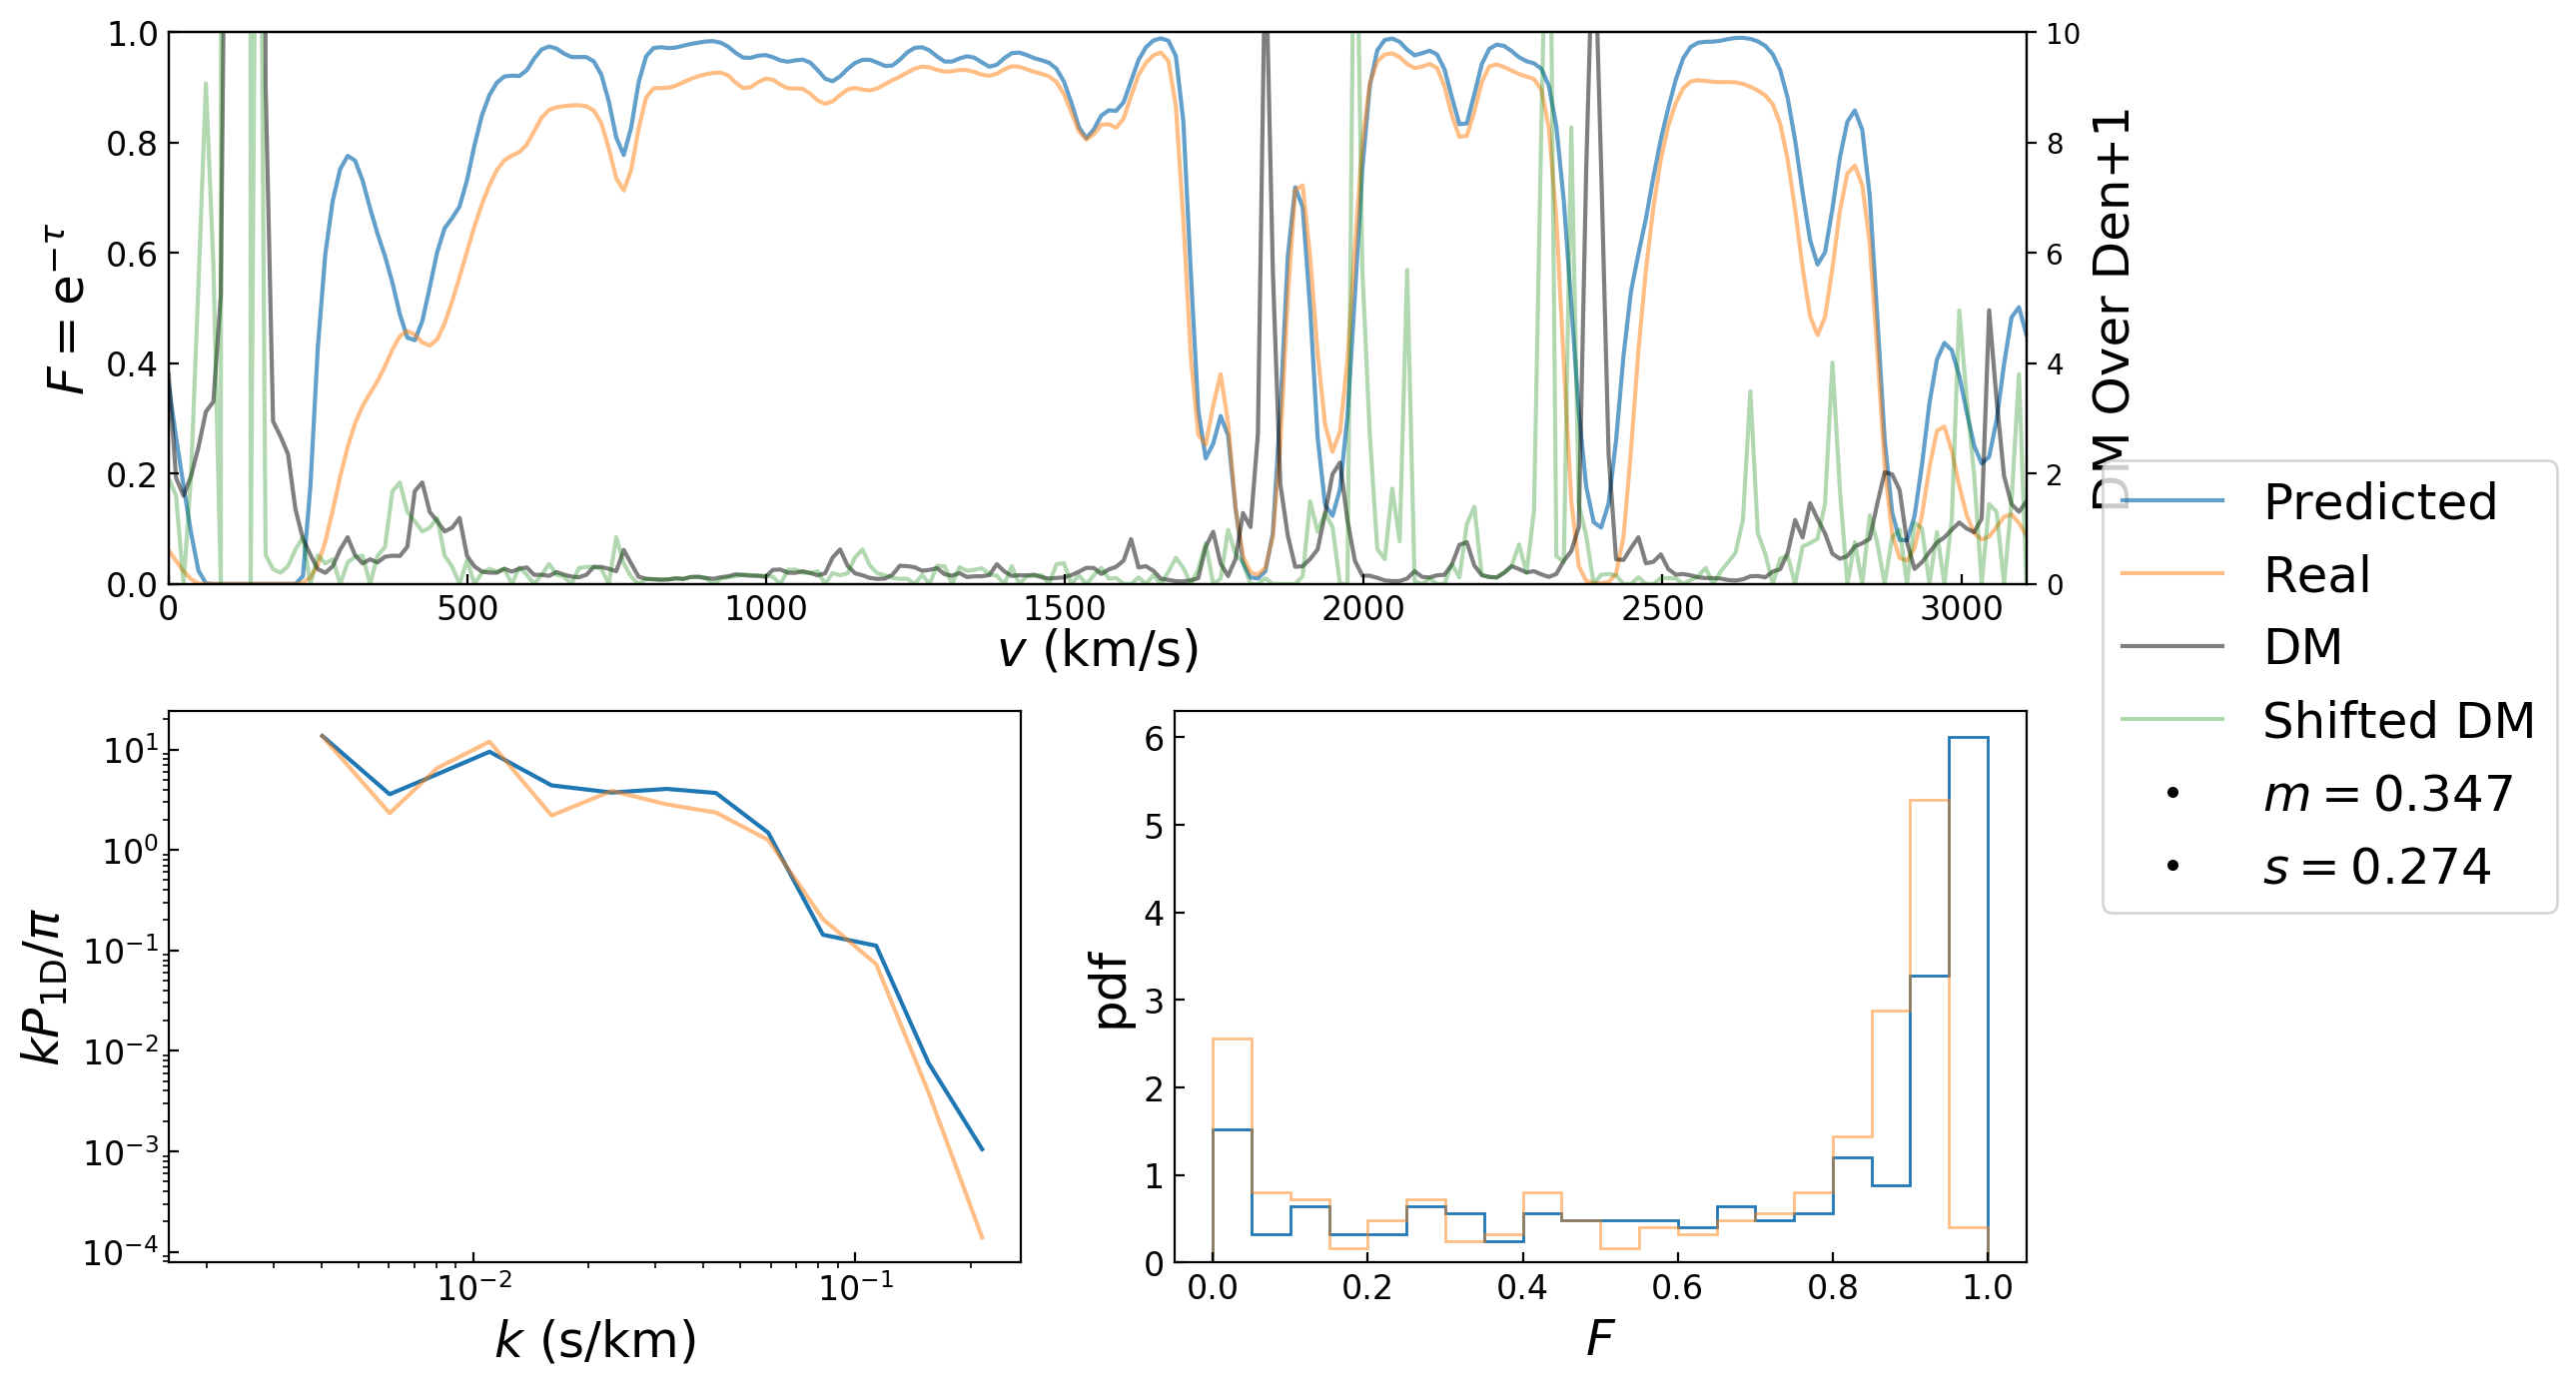 1.0
0.8
0.6
0.4
0.2
0.0
F = e^{−τ}
10
8
6
4
2
0
DM Over Den+1
0 500 1000 1500 2000 2500 3000
v (km/s)
Predicted
Real
DM
Shifted DM
m = 0.347
s = 0.274
10^1
10^0
10^{−1}
10^{−2}
10^{−3}
10^{−4}
kP_{1D}/π
10^{−2} 10^{−1}
k (s/km)
6
5
4
3
2
1
0
pdf
0.0 0.2 0.4 0.6 0.8 1.0
F